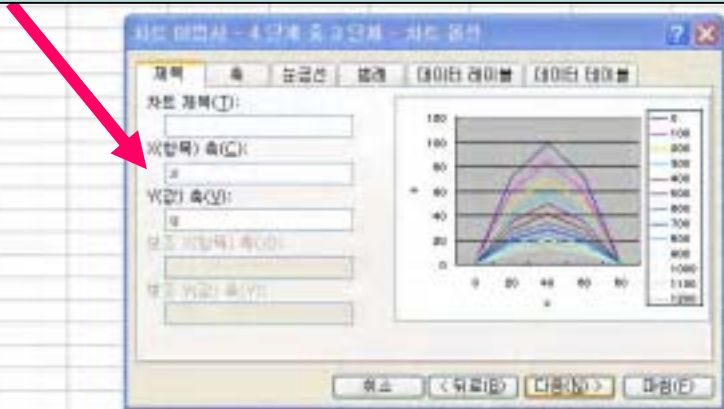 차트 마법사 - 4 단계 중 3 단계 - 차트 옵션
제목 축 눈금선 범례 데이터 레이블 데이터 테이블
차트 제목(T):
X(항목) 축(C):
x
Y(값) 축(V):
보조 X(항목) 축(X):
보조 Y(값) 축(Y):
120
100
80
60
40
20
0
0 20 40 60 80
x
0
100
200
300
400
500
600
700
800
900
1000
1100
1200
취소 < 뒤로(B) 다음(N) > 마침(F)